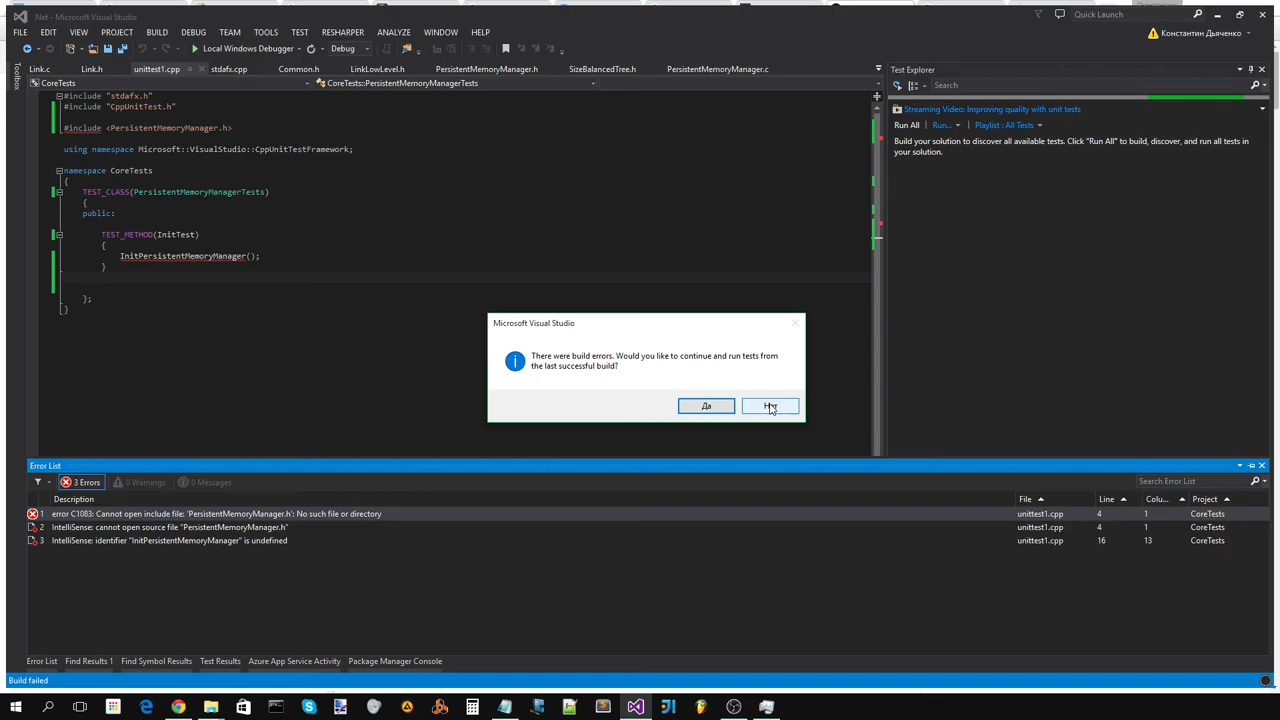 Net - Microsoft Visual Studio
Quick Launch
FILE EDIT VIEW PROJECT BUILD DEBUG TEAM TOOLS TEST RESHARPER ANALYZE WINDOW HELP
Константин Дьяченко
Local Windows Debugger Debug
Toolbox
Link.c Link.h unittest1.cpp stdafx.cpp Common.h LinkLowLevel.h PersistentMemoryManager.h SizeBalancedTree.h PersistentMemoryManager.c
CoreTests CoreTests::PersistentMemoryManagerTests
#include "stdafx.h"
#include "CppUnitTest.h"
#include <PersistentMemoryManager.h>
using namespace Microsoft::VisualStudio::CppUnitTestFramework;
namespace CoreTests
{
TEST_CLASS(PersistentMemoryManagerTests)
{
public:
TEST_METHOD(InitTest)
{
InitPersistentMemoryManager();
}
};
}
Test Explorer
Search
Streaming Video: Improving quality with unit tests
Run All Run... Playlist : All Tests
Build your solution to discover all available tests. Click "Run All" to build, discover, and run all tests in
your solution.
Microsoft Visual Studio
There were build errors. Would you like to continue and run tests from
the last successful build?
Да Нет
Error List
3 Errors 0 Warnings 0 Messages
Search Error List
Description File Line Colu... Project
1 error C1083: Cannot open include file: 'PersistentMemoryManager.h': No such file or directory unittest1.cpp 4 1 CoreTests
2 IntelliSense: cannot open source file "PersistentMemoryManager.h" unittest1.cpp 4 1 CoreTests
3 IntelliSense: identifier "InitPersistentMemoryManager" is undefined unittest1.cpp 16 13 CoreTests
Error List Find Results 1 Find Symbol Results Test Results Azure App Service Activity Package Manager Console
Build failed